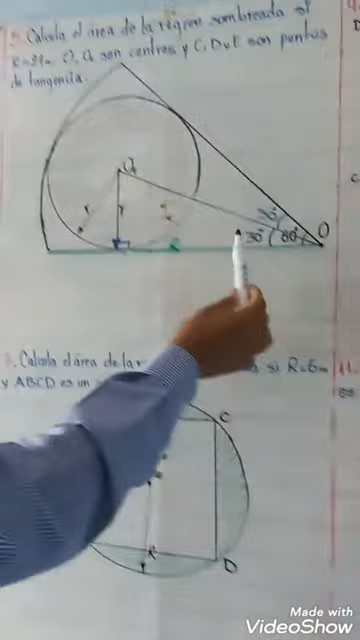 Calcula el área de la región sombreada si
R=21m O, Q son centros y C, D y E son puntos
de tangencia.
Q
r
r
30°
30°
60°
O
Calcula el área de la
si R=6m
y ABCD es un
11.
C
R
D
Made with
VideoShow